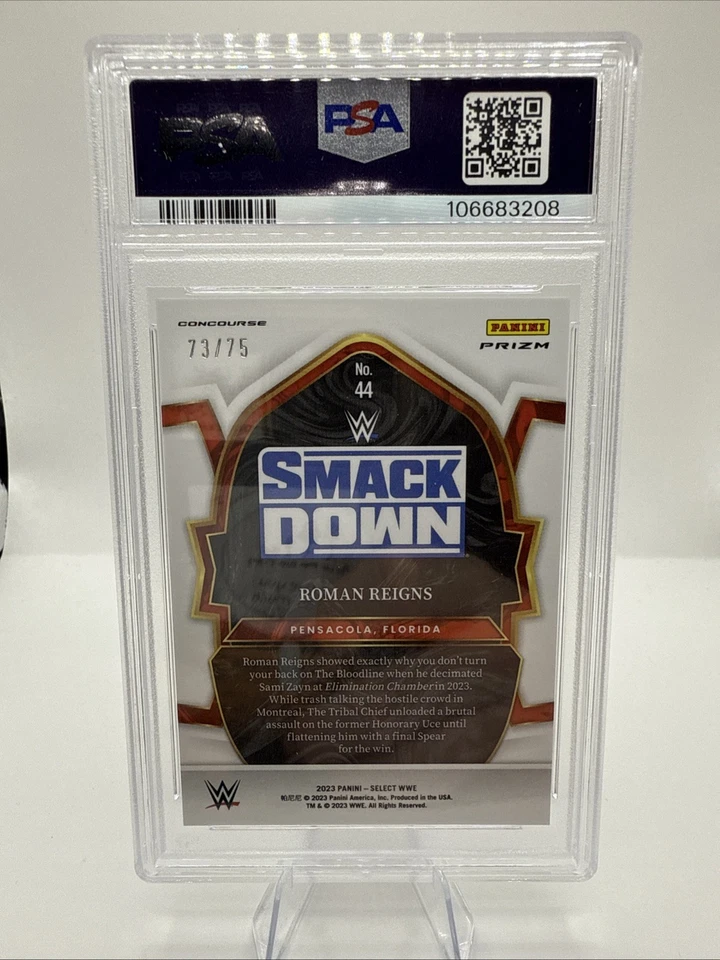 PSA
PSA
106683208
CONCOURSE
PANINI
73/75
PRIZM
No.
44
W
SMACK
DOWN
ROMAN REIGNS
PENSACOLA, FLORIDA
Roman Reigns showed exactly why you don't turn
your back on The Bloodline when he decimated
Sami Zayn at Elimination Chamber in 2023.
While trash talking the hostile crowd in
Montreal, The Tribal Chief unloaded a brutal
assault on the former Honorary Uce until
flattening him with a final Spear
for the win.
W
2023 PANINI – SELECT WWE
帕尼尼 © 2023 Panini America, Inc. Produced in the USA.
TM & © 2023 WWE. All Rights Reserved.